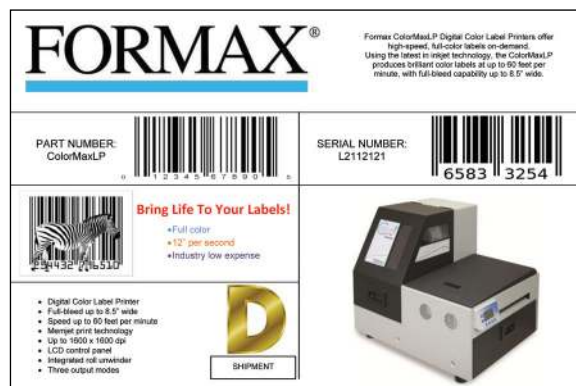 FORMAX®
Formax ColorMaxLP Digital Color Label Printers offer
high-speed, full-color labels on-demand.
Using the latest in inkjet technology, the ColorMaxLP
produces brilliant color labels at up to 60 feet per
minute, with full-bleed capability up to 8.5" wide.
PART NUMBER:
ColorMaxLP
0 12345 67890 5
SERIAL NUMBER:
L2112121
6583 3254
Bring Life To Your Labels!
•Full color
•12" per second
•Industry low expense
• Digital Color Label Printer
• Full-bleed up to 8.5" wide
• Speed up to 60 feet per minute
• Memjet print technology
• Up to 1600 x 1600 dpi
• LCD control panel
• Integrated roll unwinder
• Three output modes
D
SHIPMENT